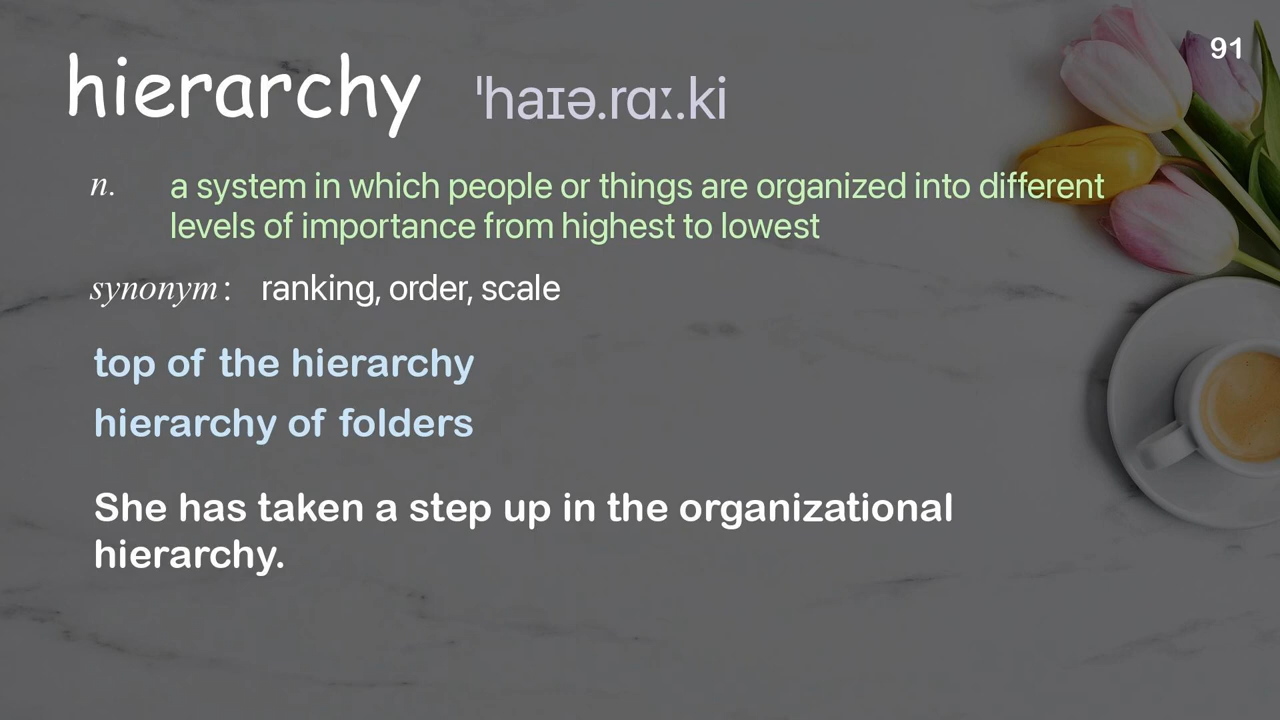 91
hierarchy ˈhaɪə.rɑː.ki
n. a system in which people or things are organized into different
levels of importance from highest to lowest
synonym : ranking, order, scale
top of the hierarchy
hierarchy of folders
She has taken a step up in the organizational
hierarchy.